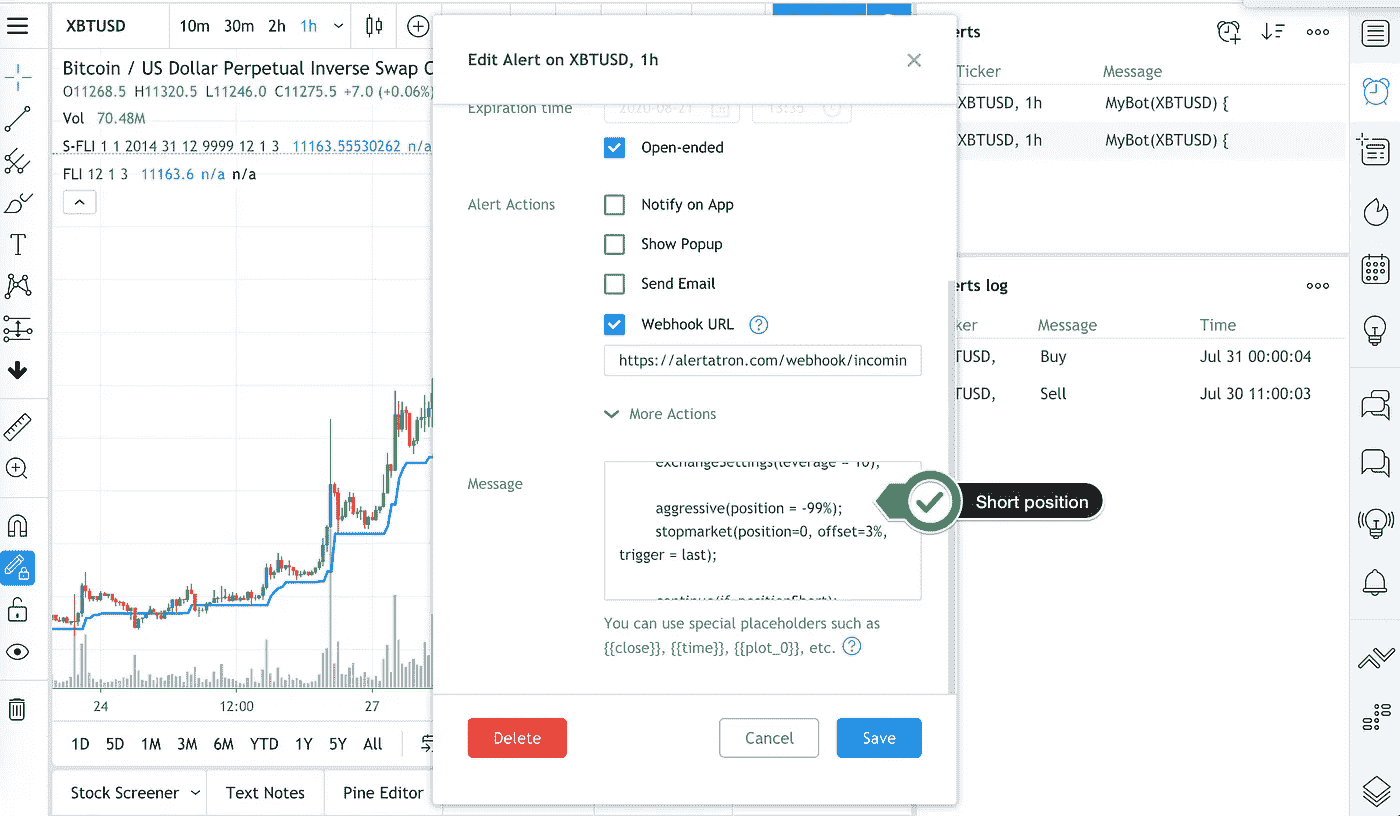 XBTUSD
10m 30m 2h 1h
Bitcoin / US Dollar Perpetual Inverse Swap C
O11268.5 H11320.5 L11246.0 C11275.5 +7.0 (+0.06%)
Vol 70.48M
S-FLI 1 1 2014 31 12 9999 12 1 3 11163.55530262 n/a
FLI 12 1 3 11163.6 n/a n/a
24 12:00 27
1D 5D 1M 3M 6M YTD 1Y 5Y All
Stock Screener Text Notes Pine Editor
Edit Alert on XBTUSD, 1h
Expiration time 2020-08-21 13:35
Open-ended
Alert Actions Notify on App
Show Popup
Send Email
Webhook URL ?
https://alertatron.com/webhook/incomin
More Actions
Message
exchangeSettings(leverage = 10);
aggressive(position = -99%);
stopmarket(position=0, offset=3%,
trigger = last);
continue(if=positionShort);
Short position
You can use special placeholders such as
{{close}}, {{time}}, {{plot_0}}, etc. ?
Delete Cancel Save
erts
Ticker Message
XBTUSD, 1h MyBot(XBTUSD) {
XBTUSD, 1h MyBot(XBTUSD) {
erts log
ker Message Time
TUSD, Buy Jul 31 00:00:04
TUSD, Sell Jul 30 11:00:03